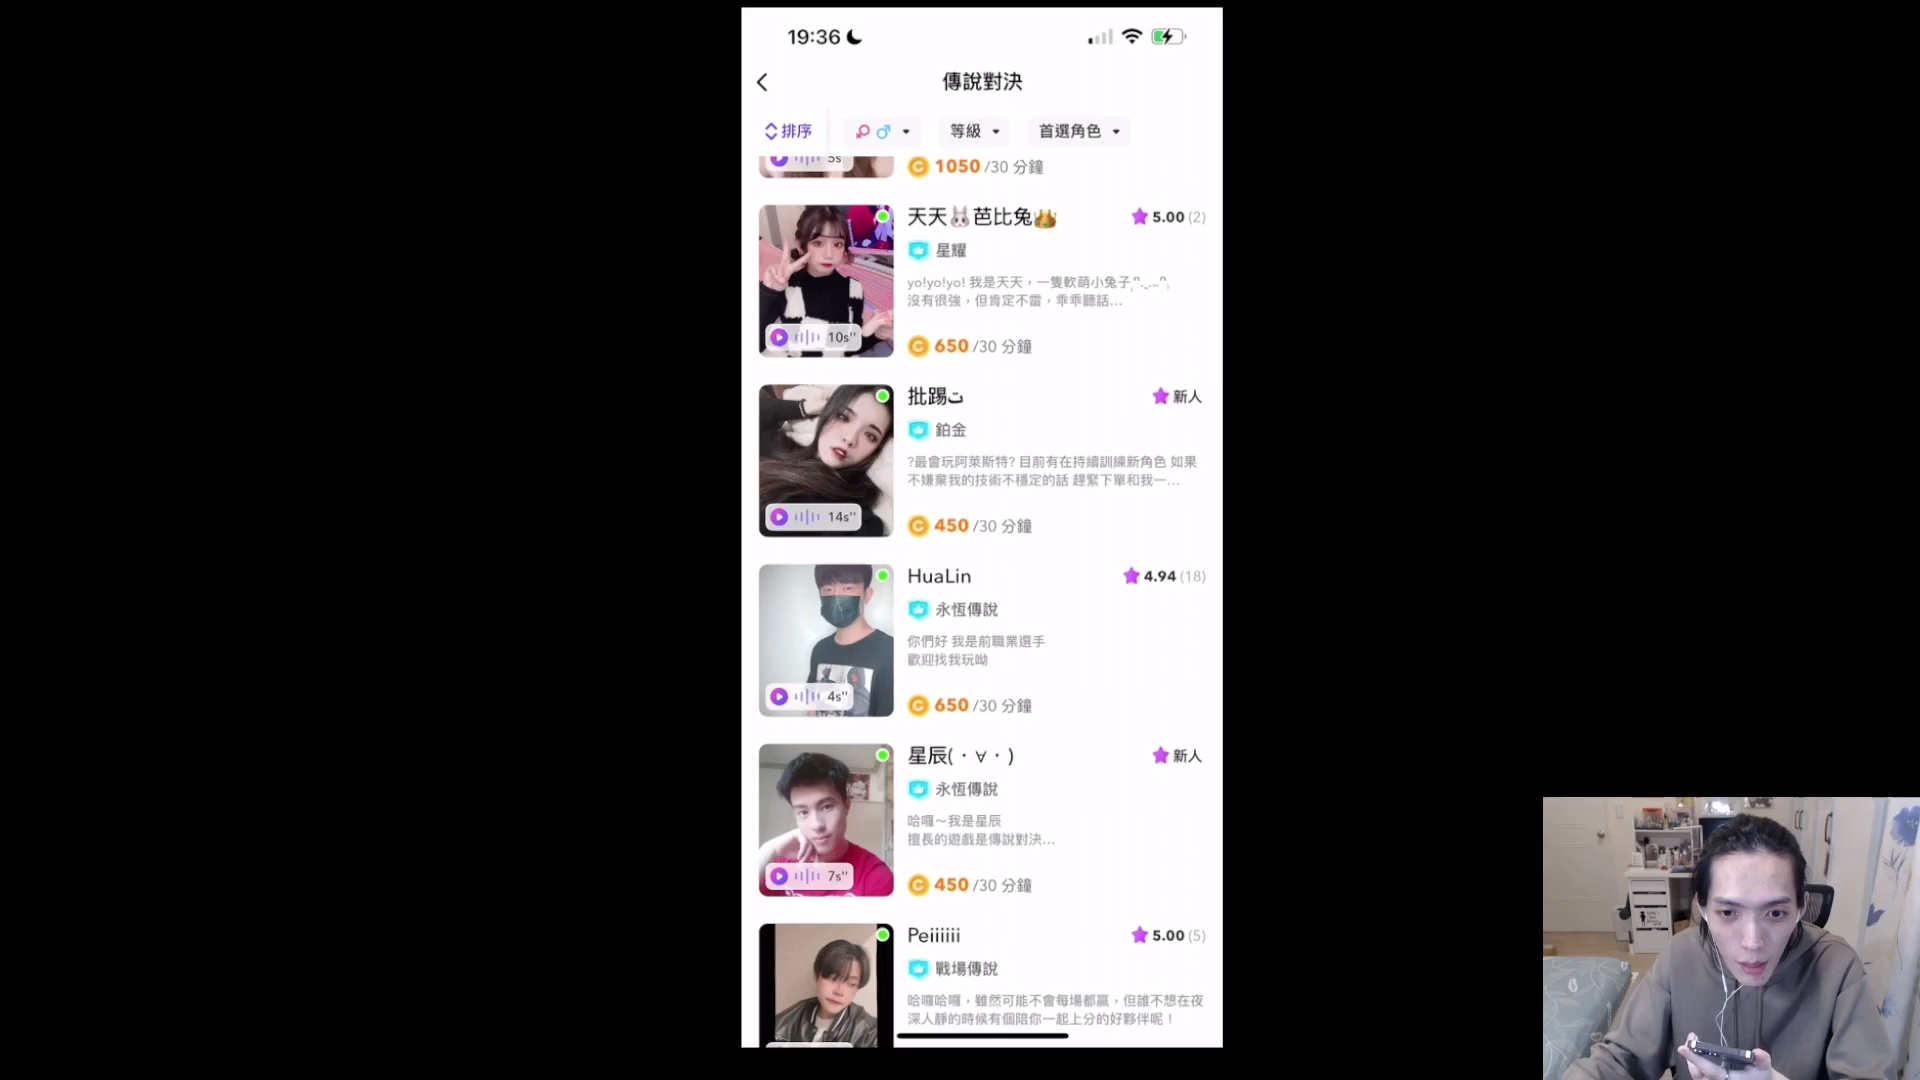 19:36
傳說對決
排序
等級
首選角色
5s
1050 /30 分鐘
天天🐰芭比兔👑
5.00 (2)
星耀
yo!yo!yo! 我是天天，一隻軟萌小兔子
沒有很強，但肯定不雷，乖乖聽話...
10s''
650 /30 分鐘
批踢ت
新人
鉑金
?最會玩阿萊斯特? 目前有在持續訓練新角色 如果
不嫌棄我的技術不穩定的話 趕緊下單和我一...
14s''
450 /30 分鐘
HuaLin
4.94 (18)
永恆傳說
你們好 我是前職業選手
歡迎找我玩呦
4s''
650 /30 分鐘
星辰(・∀・)
新人
永恆傳說
哈囉～我是星辰
擅長的遊戲是傳說對決...
7s''
450 /30 分鐘
Peiiiiii
5.00 (5)
戰場傳說
哈囉哈囉，雖然可能不會每場都贏，但誰不想在夜
深人靜的時候有個陪你一起上分的好夥伴呢！